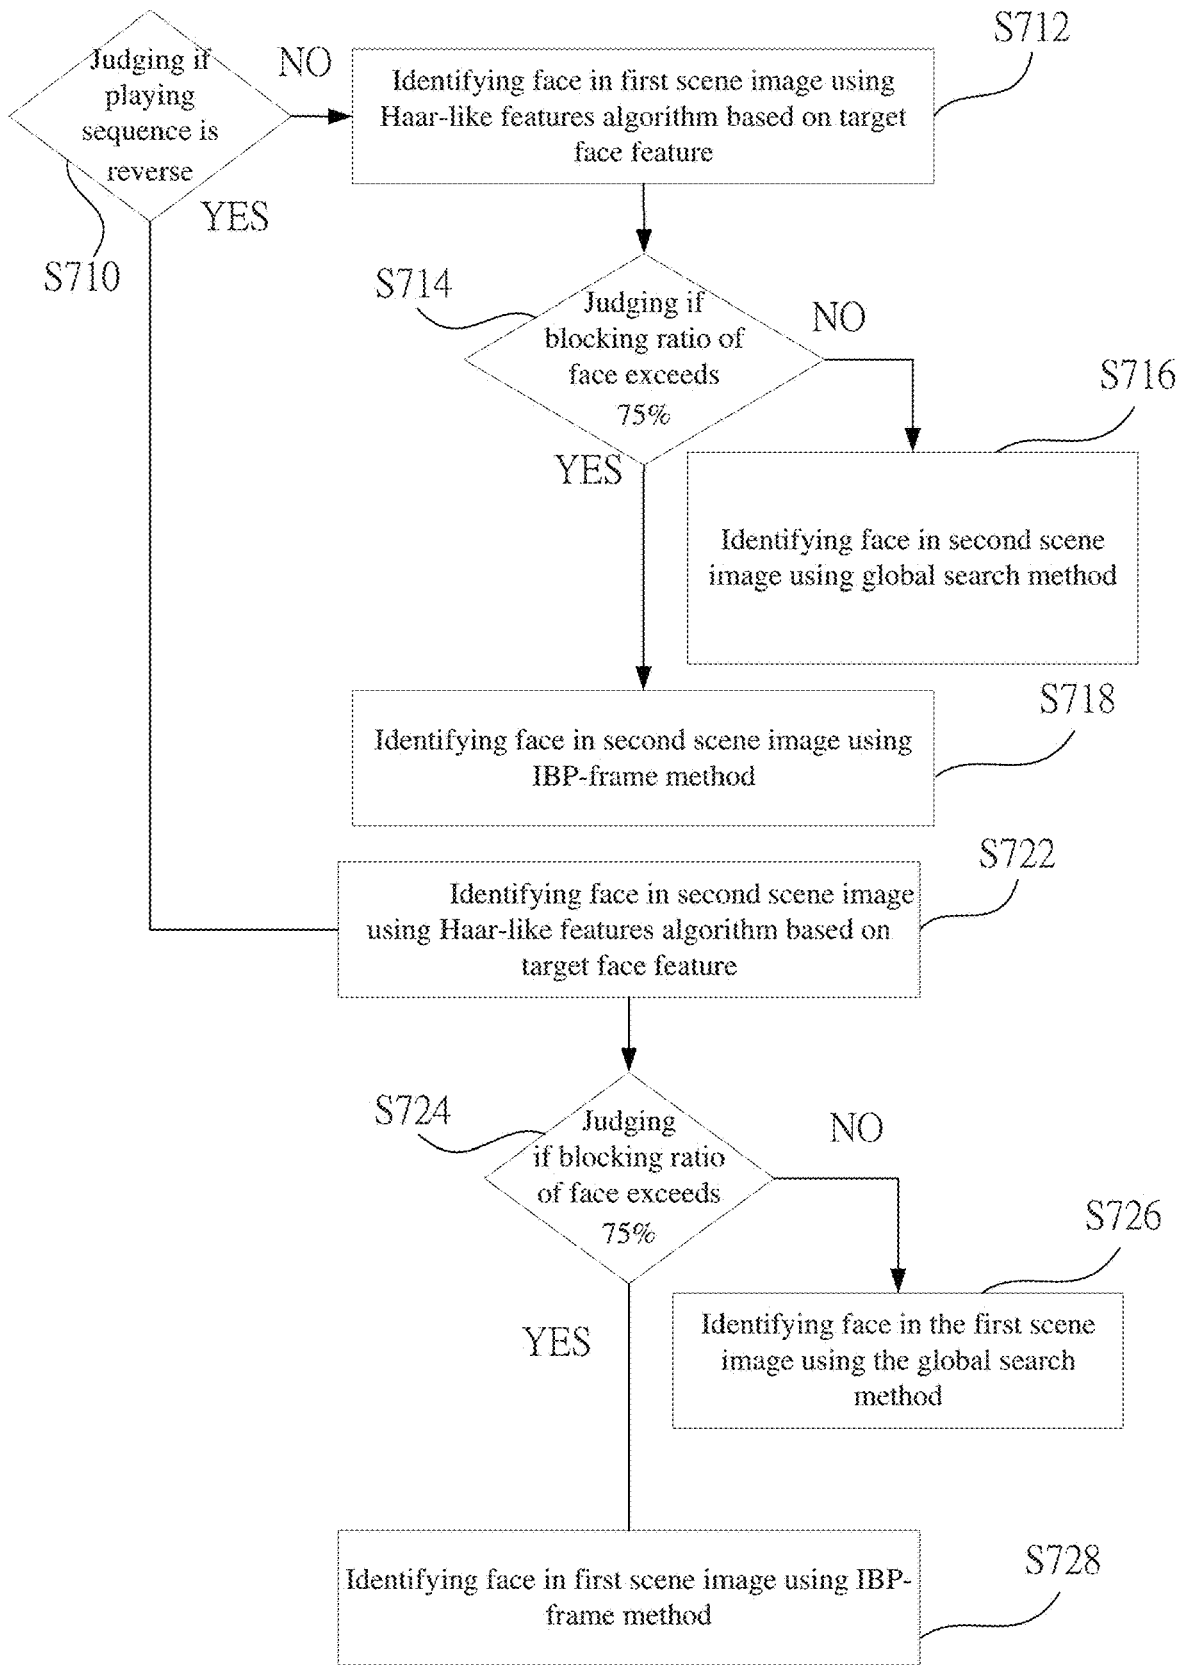 S712
Judging if
playing
sequence is
reverse
NO
Identifying face in first scene image using
Haar-like features algorithm based on target
face feature
YES
S710
S714
Judging if
blocking ratio of
face exceeds
75%
NO
S716
YES
Identifying face in second scene
image using global search method
S718
Identifying face in second scene image using
IBP-frame method
S722
Identifying face in second scene image
using Haar-like features algorithm based on
target face feature
S724
Judging
if blocking ratio
of face exceeds
75%
NO
S726
YES
Identifying face in the first scene
image using the global search
method
S728
Identifying face in first scene image using IBP-
frame method